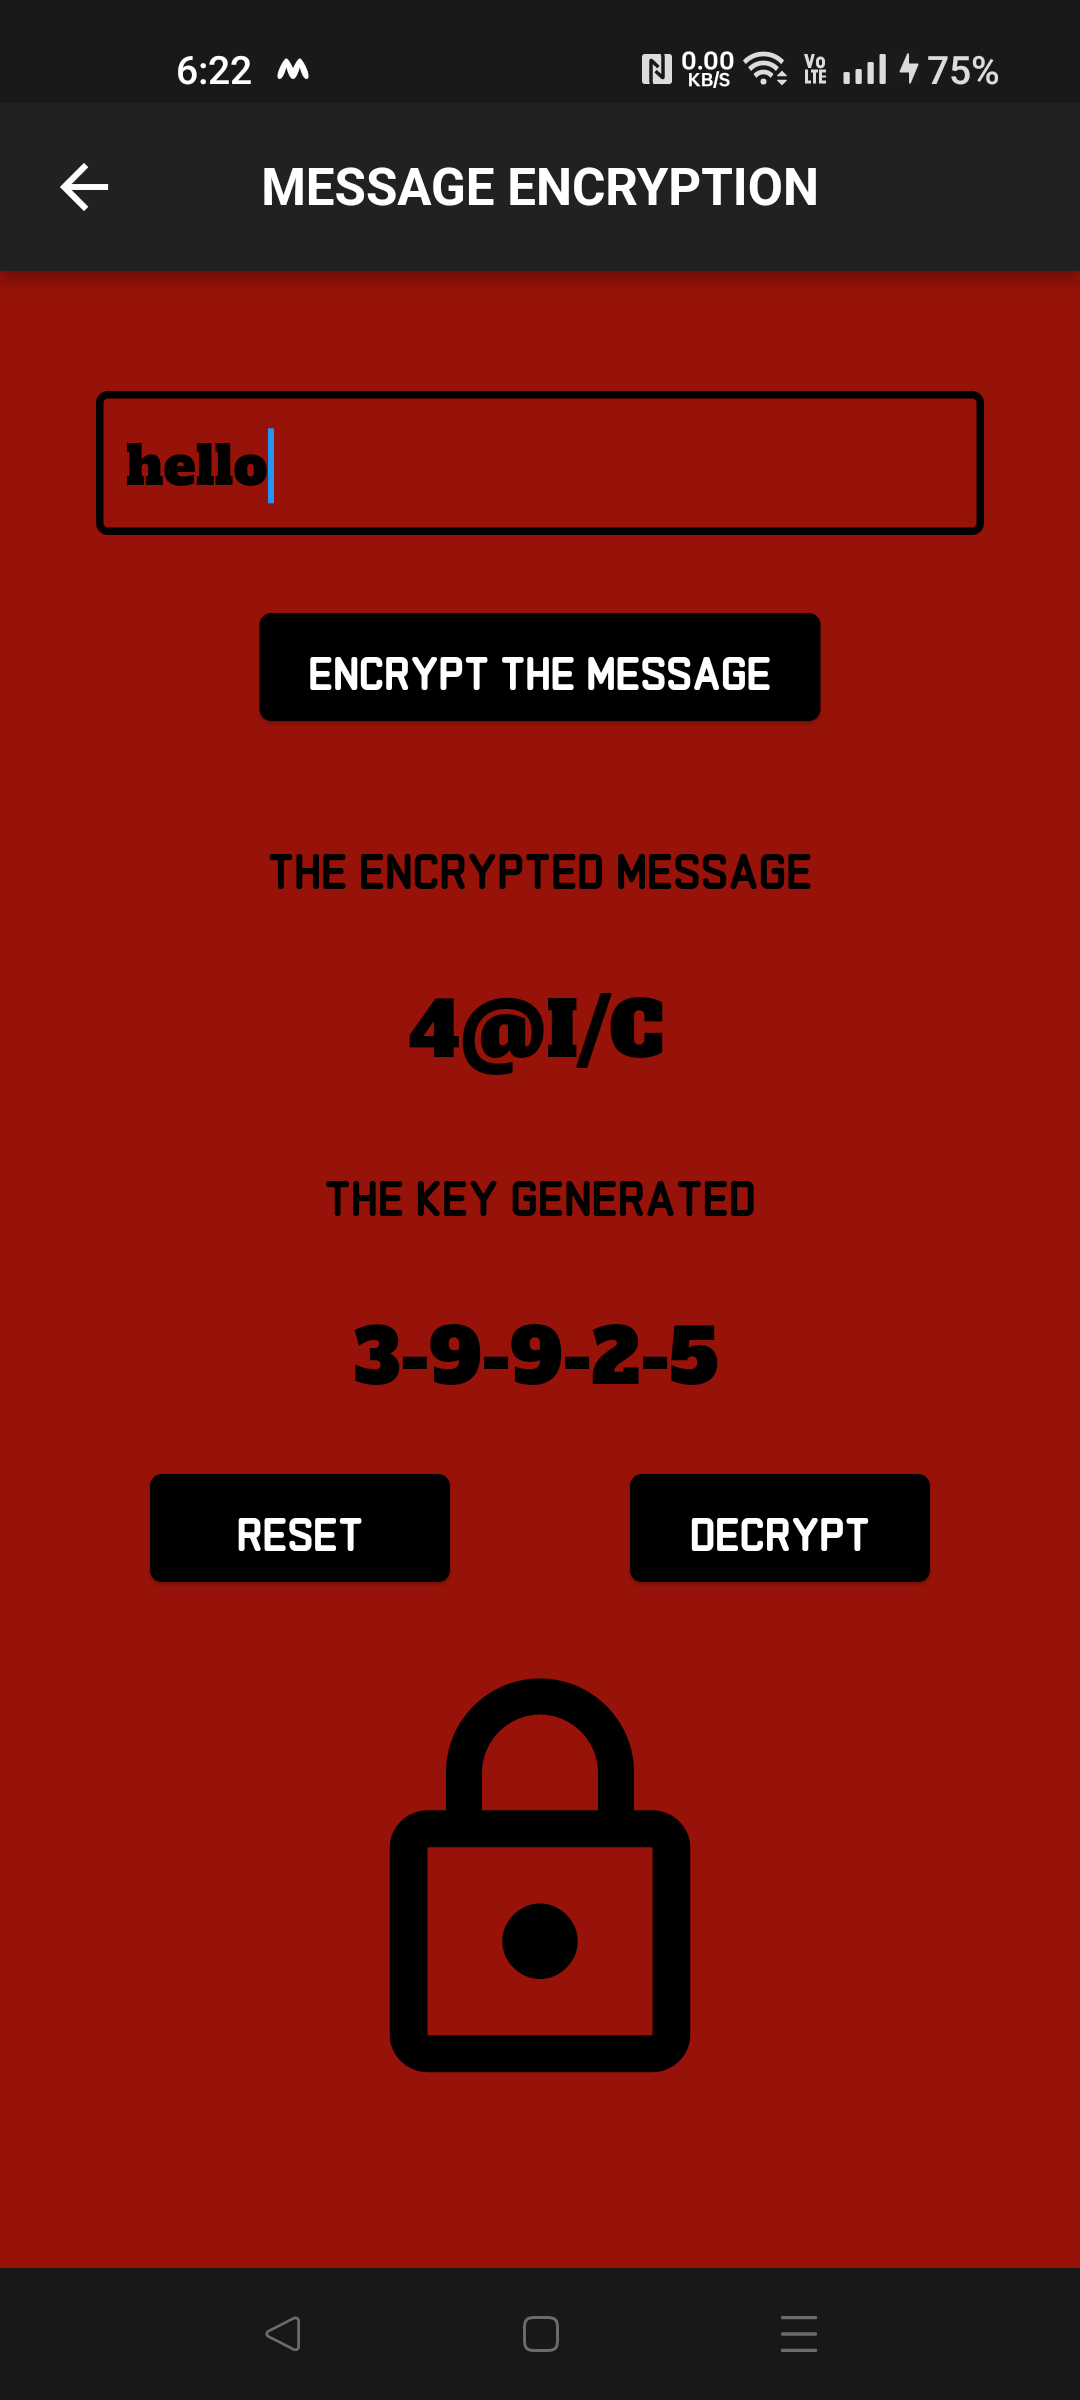 6:22 0.00 KB/S Vo LTE 75%
MESSAGE ENCRYPTION
hello
ENCRYPT THE MESSAGE
THE ENCRYPTED MESSAGE
4@I/C
THE KEY GENERATED
3-9-9-2-5
RESET DECRYPT